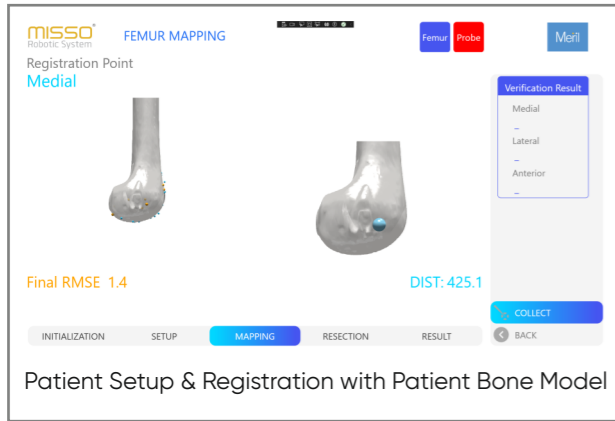 MISSO
Robotic System
FEMUR MAPPING
Femur
Probe
Meril
Registration Point
Medial
Verification Result
Medial
–
Lateral
–
Anterior
–
Final RMSE 1.4
DIST: 425.1
COLLECT
INITIALIZATION SETUP MAPPING RESECTION RESULT
BACK
Patient Setup & Registration with Patient Bone Model